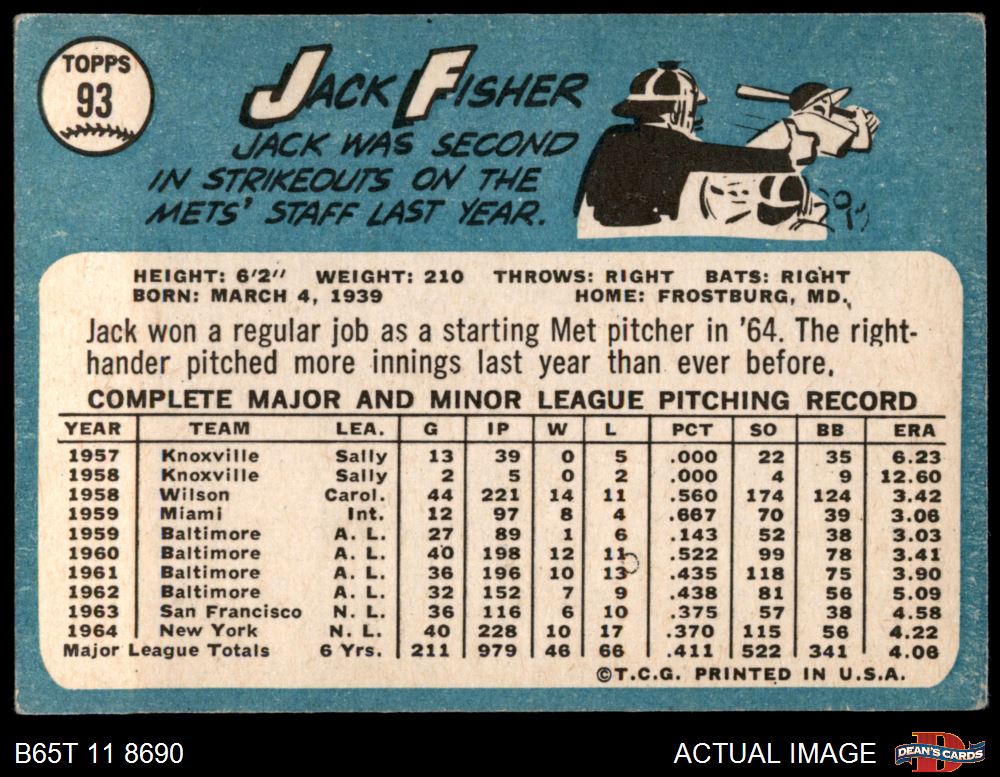 TOPPS
93
JACK FISHER
JACK WAS SECOND
IN STRIKEOUTS ON THE
METS' STAFF LAST YEAR.
HEIGHT: 6'2" WEIGHT: 210 THROWS: RIGHT BATS: RIGHT
BORN: MARCH 4, 1939 HOME: FROSTBURG, MD.
Jack won a regular job as a starting Met pitcher in '64. The right-
hander pitched more innings last year than ever before.
COMPLETE MAJOR AND MINOR LEAGUE PITCHING RECORD
YEAR TEAM LEA. G IP W L PCT SO BB ERA
1957 Knoxville Sally 13 39 0 5 .000 22 35 6.23
1958 Knoxville Sally 2 5 0 2 .000 4 9 12.60
1958 Wilson Carol. 44 221 14 11 .560 174 124 3.42
1959 Miami Int. 12 97 8 4 .667 70 39 3.06
1959 Baltimore A. L. 27 89 1 6 .143 52 38 3.03
1960 Baltimore A. L. 40 198 12 11 .522 99 78 3.41
1961 Baltimore A. L. 36 196 10 13 .435 118 75 3.90
1962 Baltimore A. L. 32 152 7 9 .438 81 56 5.09
1963 San Francisco N. L. 36 116 6 10 .375 57 38 4.58
1964 New York N. L. 40 228 10 17 .370 115 56 4.22
Major League Totals 6 Yrs. 211 979 46 66 .411 522 341 4.06
©T.C.G. PRINTED IN U.S.A.
B65T 11 8690 ACTUAL IMAGE DEAN'S CARDS